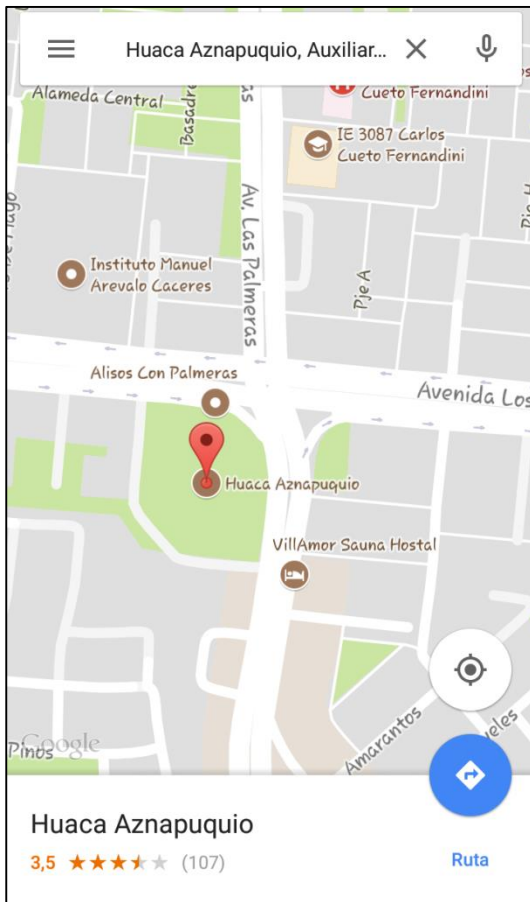 Huaca Aznapuquio, Auxiliar...
Cueto Fernandini
Alameda Central
Basadre
as
IE 3087 Carlos
Cueto Fernandini
Av. Las Palmeras
Instituto Manuel
Arevalo Caceres
Pje A
Alisos Con Palmeras
Avenida Los
Huaca Aznapuquio
VillAmor Sauna Hostal
Amarantos
Google
Pinos
Huaca Aznapuquio
3,5 (107)
Ruta